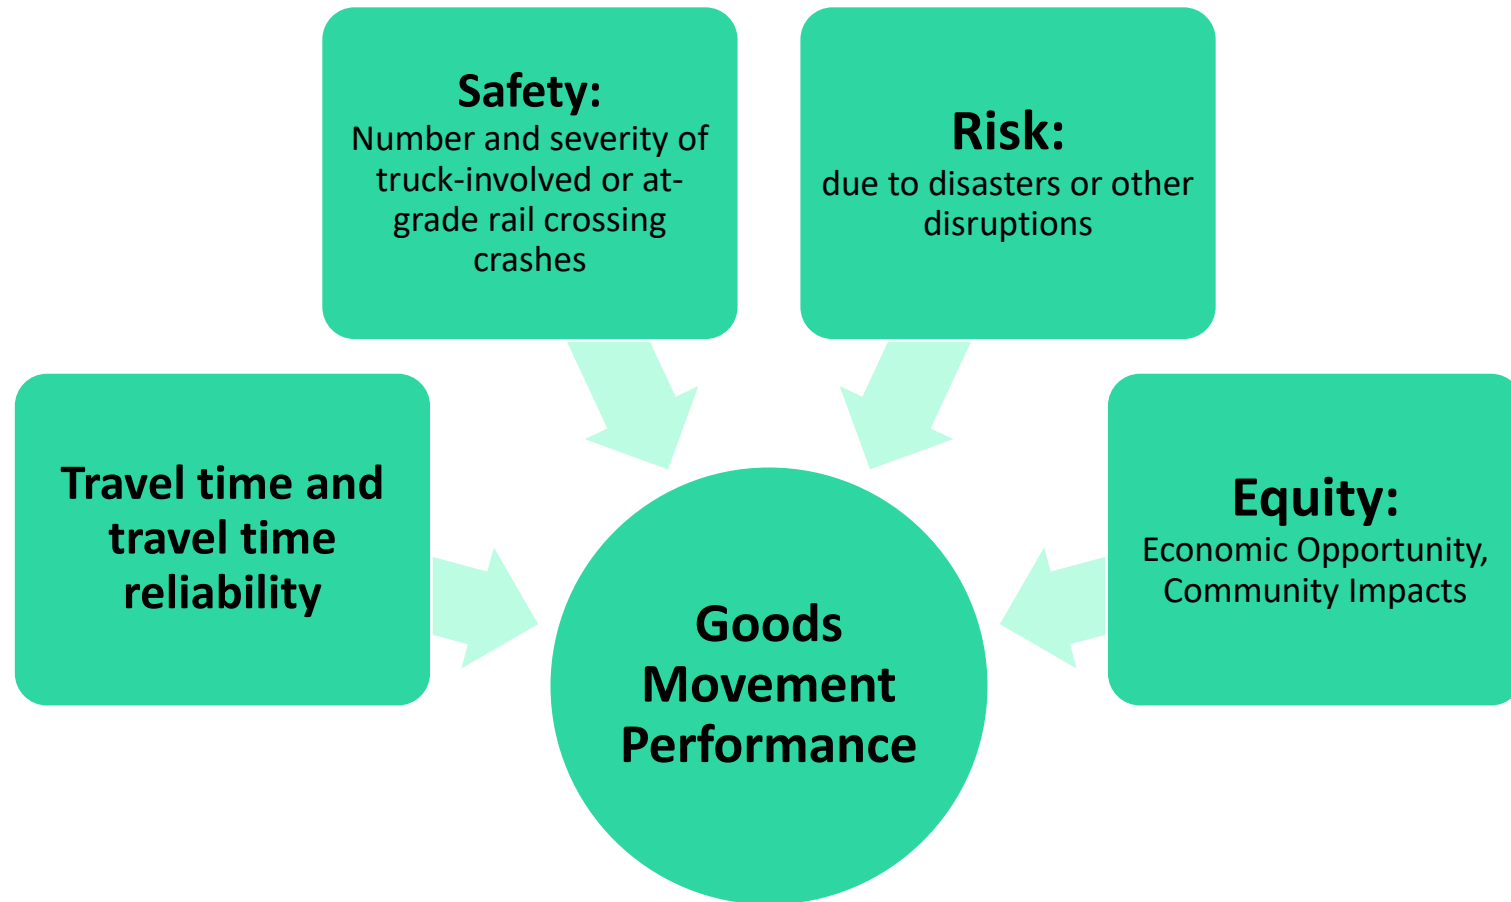 Safety:
Number and severity of
truck-involved or at-
grade rail crossing
crashes
Risk:
due to disasters or other
disruptions
Travel time and
travel time
reliability
Equity:
Economic Opportunity,
Community Impacts
Goods
Movement
Performance